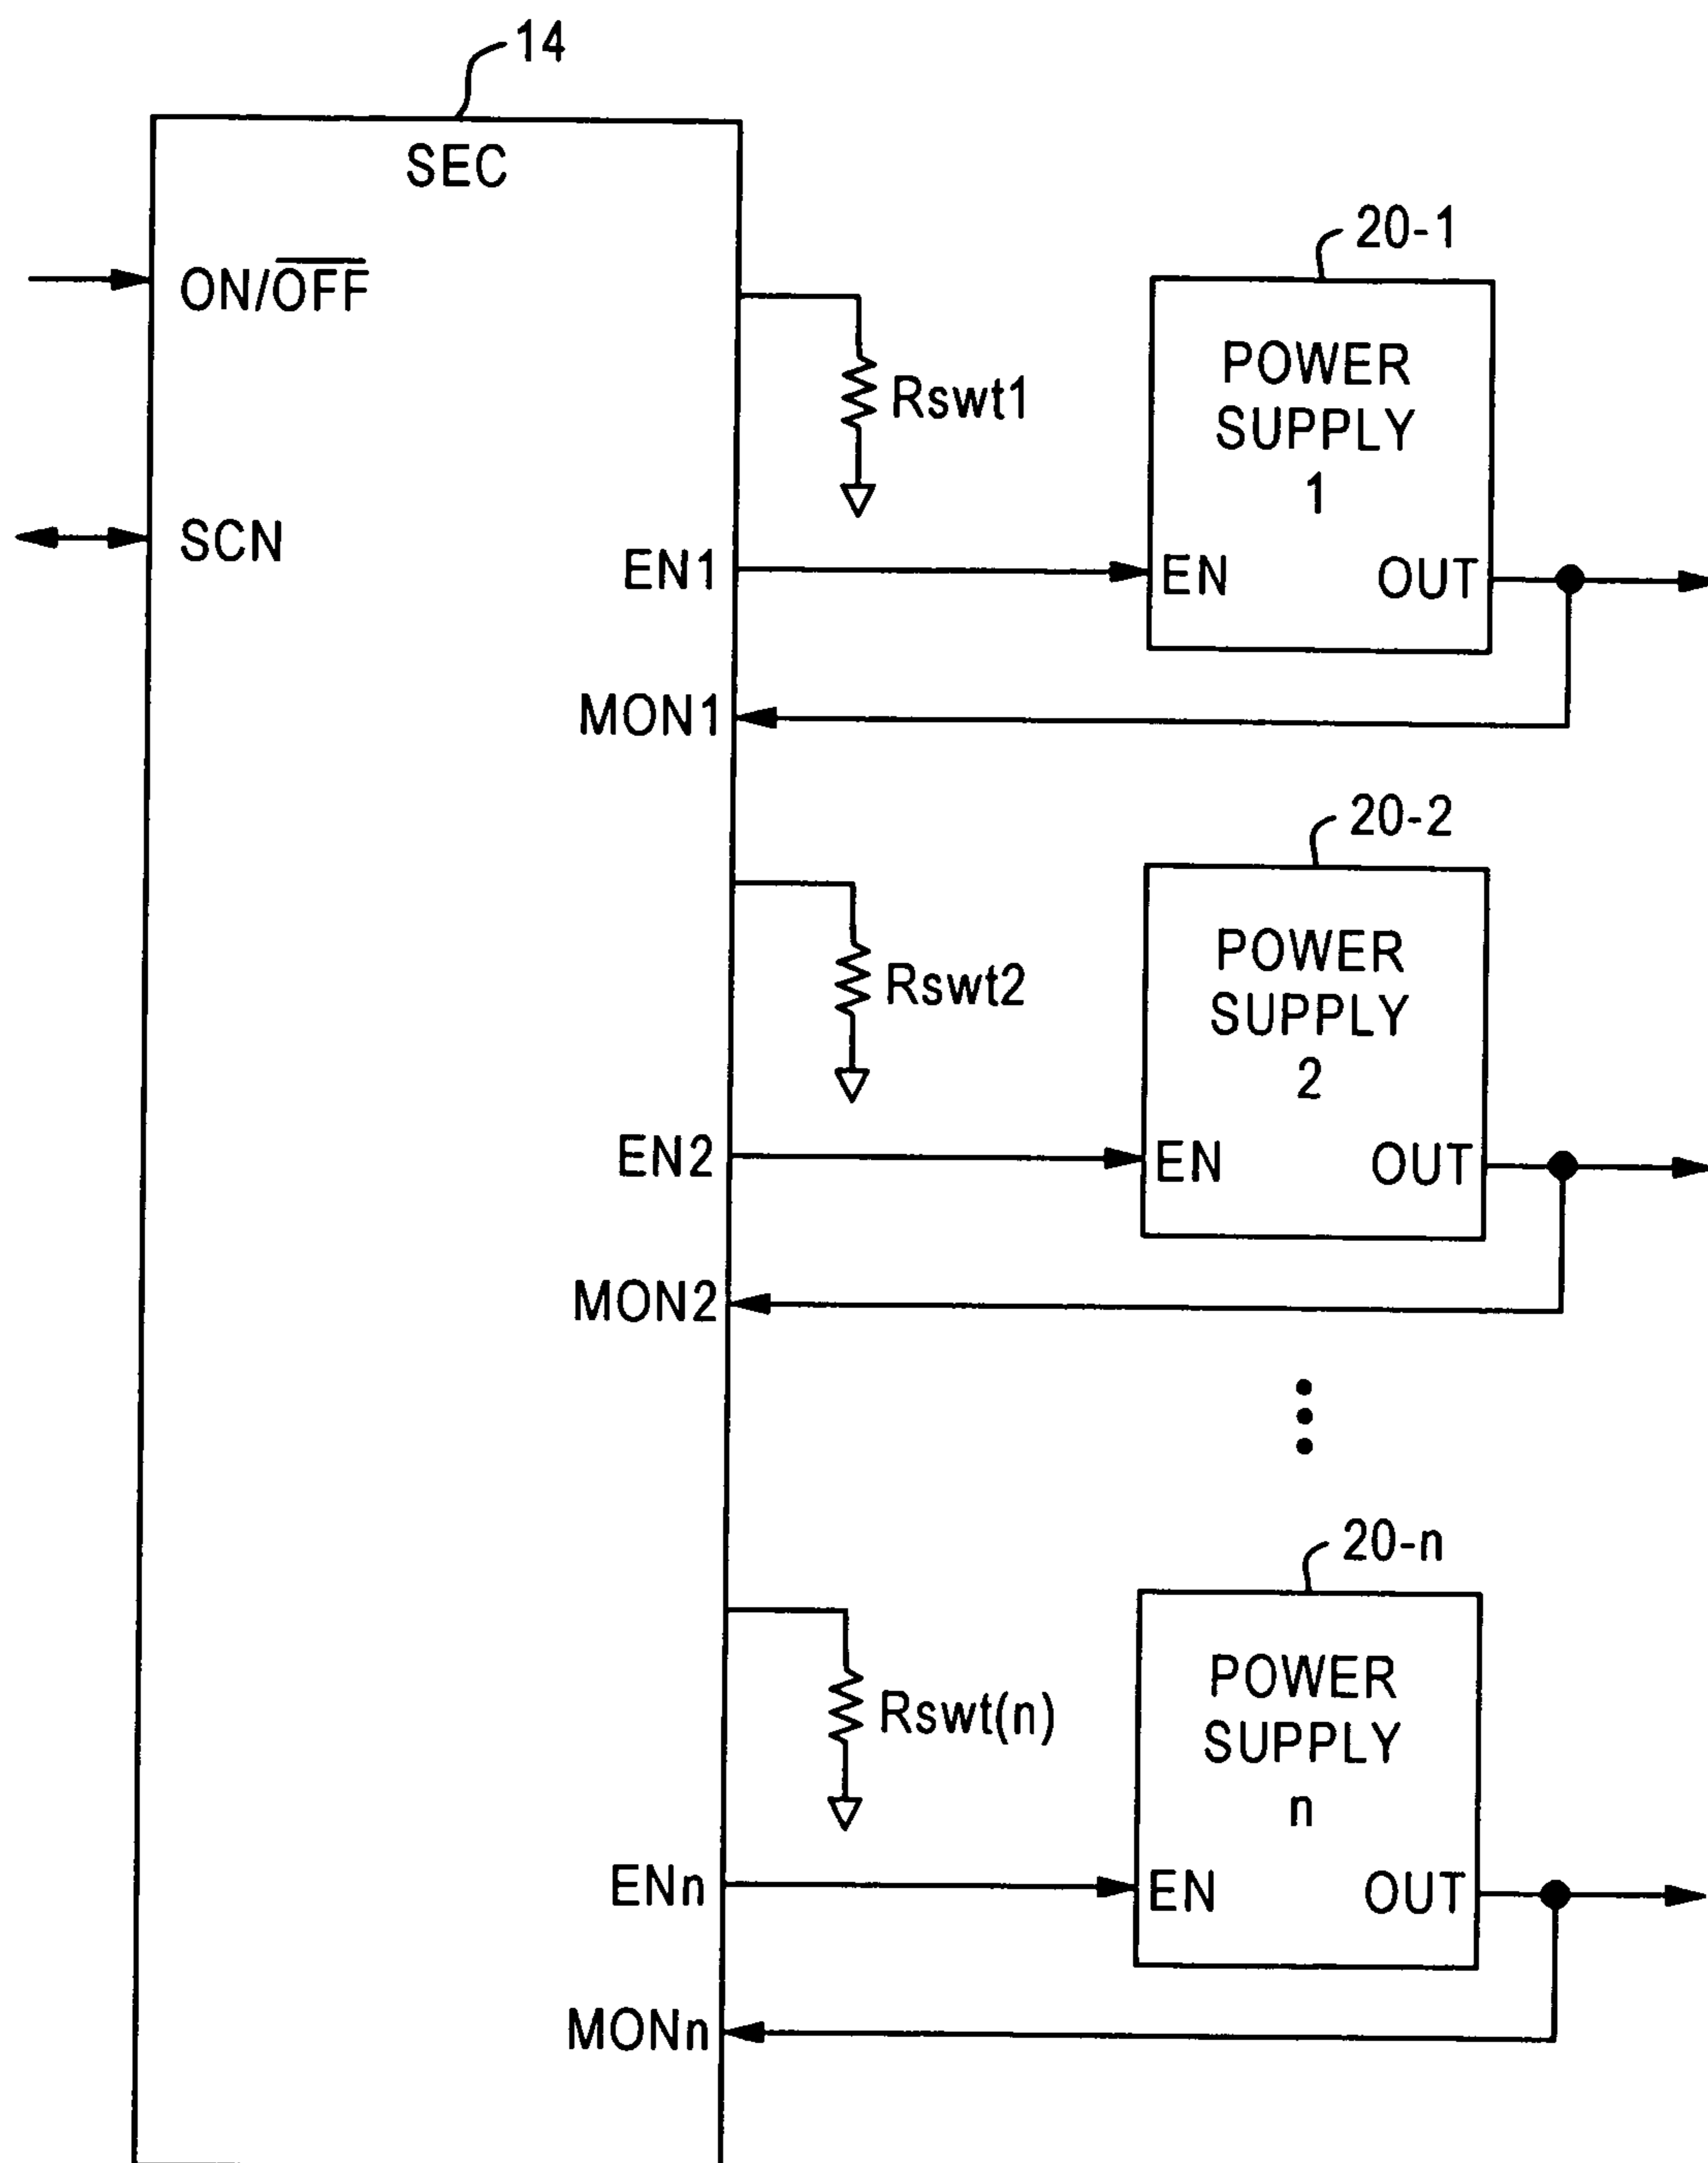 14
SEC
20-1
ON/O̅F̅F̅
POWER
SUPPLY
1
Rswt1
SCN
EN1
EN
OUT
MON1
20-2
POWER
SUPPLY
2
Rswt2
EN2
EN
OUT
MON2
20-n
POWER
SUPPLY
n
Rswt(n)
ENn
EN
OUT
MONn